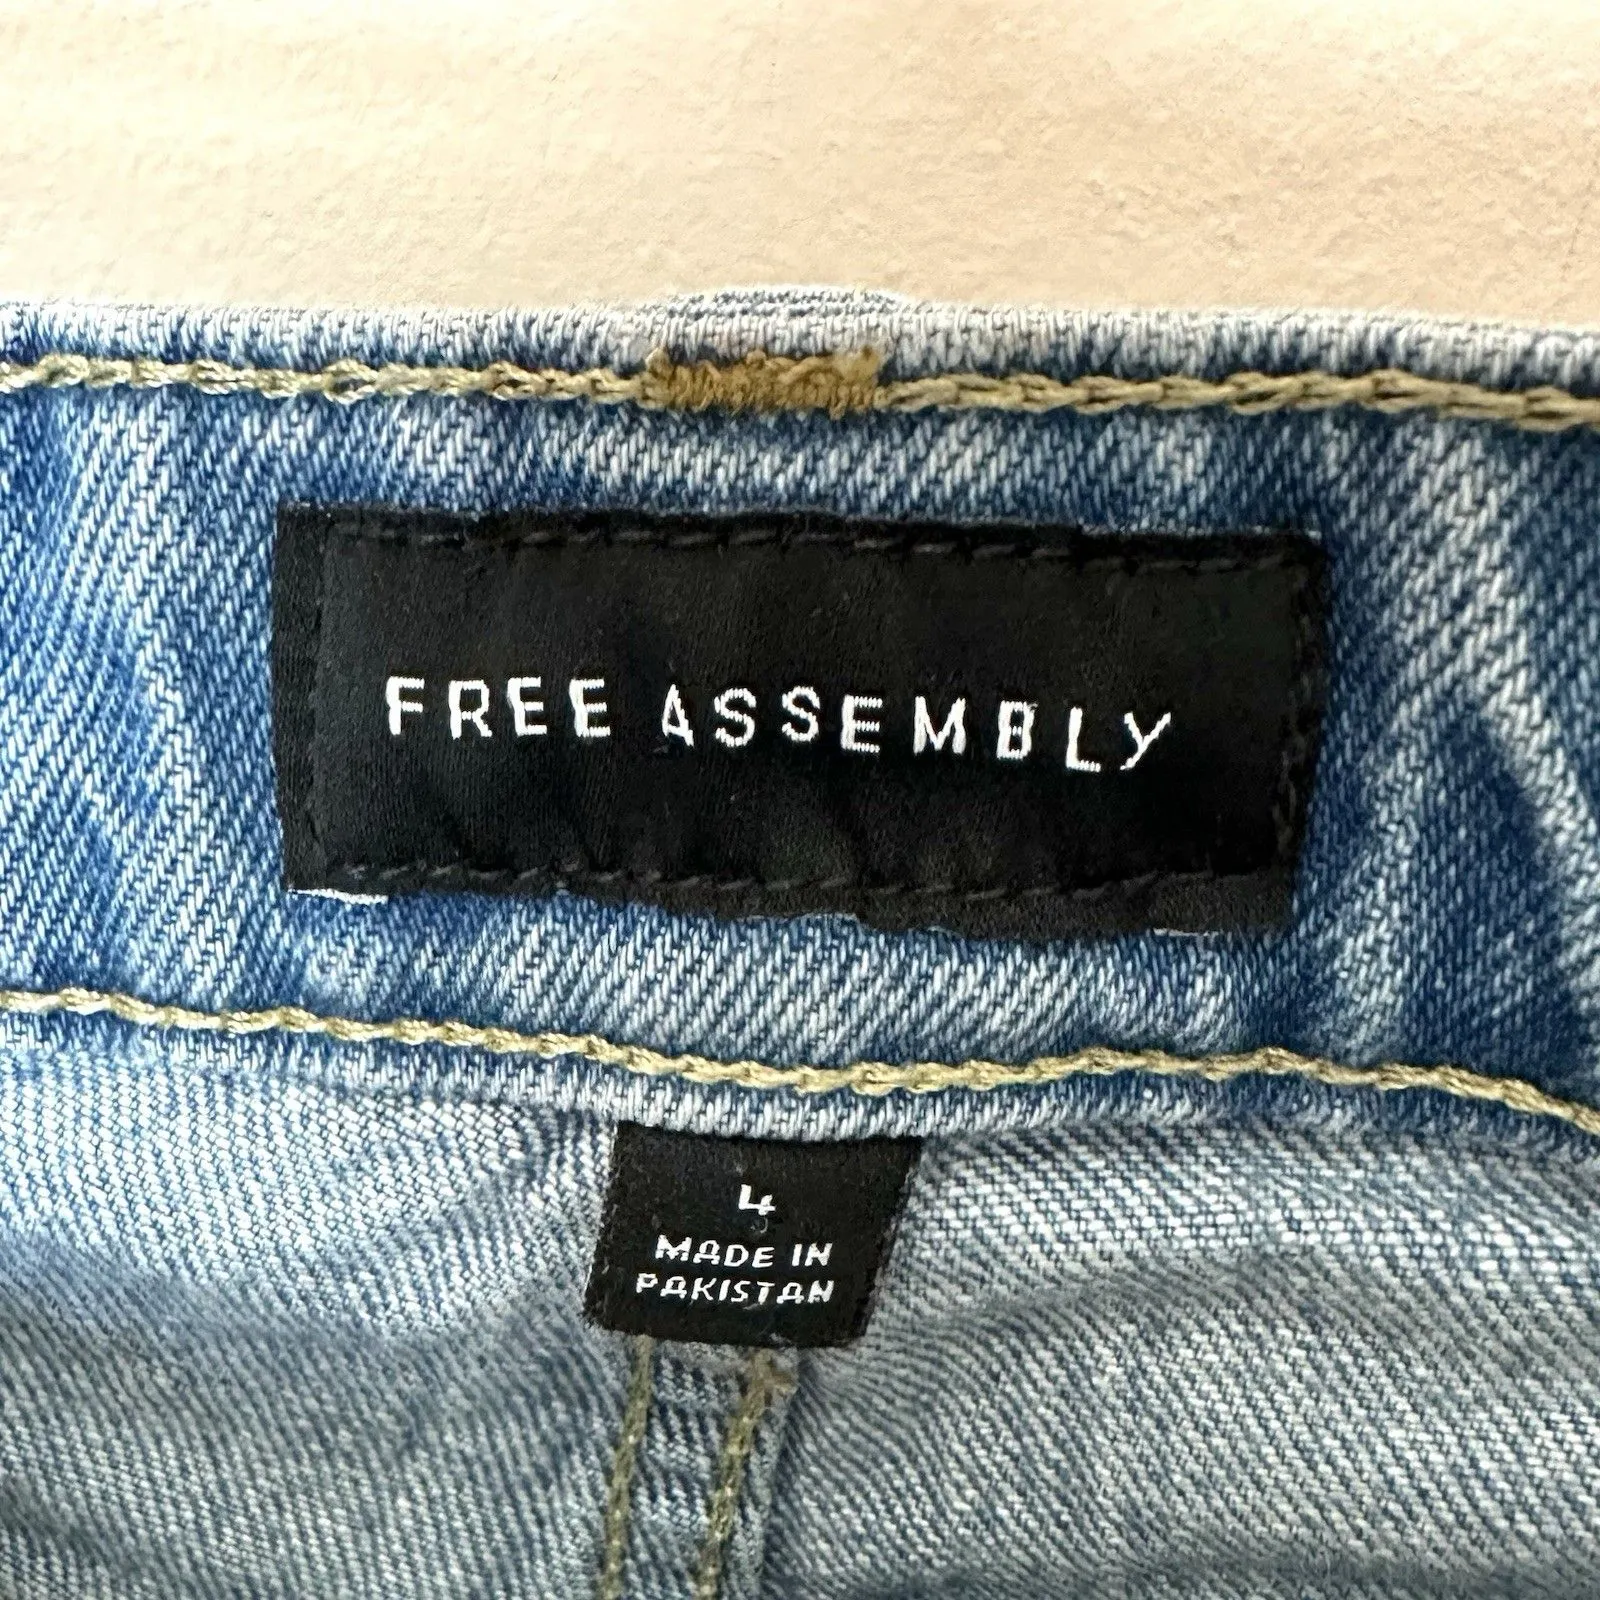 FREE ASSEMBLY
4
MADE IN
PAKISTAN